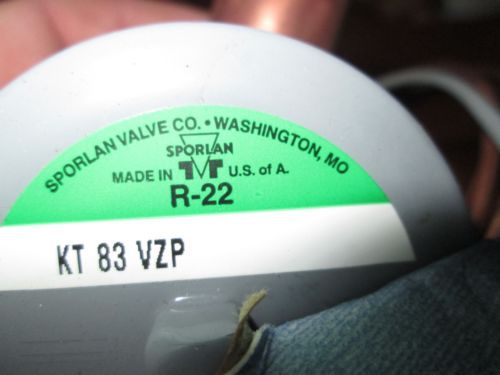 SPORLAN VALVE CO. • WASHINGTON, MO
SPORLAN
MADE IN U.S. of A.
R-22
KT 83 VZP